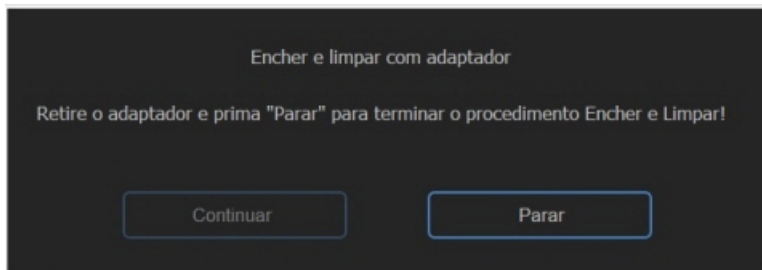 Encher e limpar com adaptador
Retire o adaptador e prima "Parar" para terminar o procedimento Encher e Limpar!
Continuar
Parar